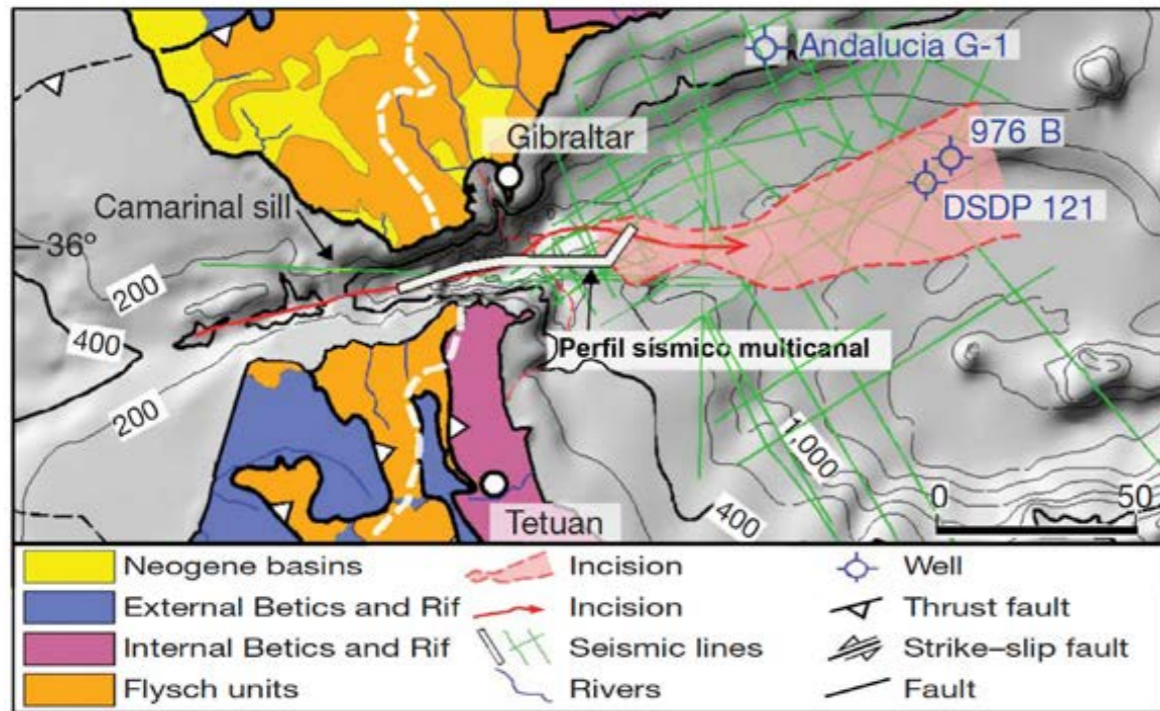 Andalucia G-1
976 B
Gibraltar
DSDP 121
Camarinal sill
36º
200
400
Perfil sísmico multicanal
200
1,000
0 50
400
Tetuan
Neogene basins
External Betics and Rif
Internal Betics and Rif
Flysch units
Incision
Incision
Seismic lines
Rivers
Well
Thrust fault
Strike–slip fault
Fault